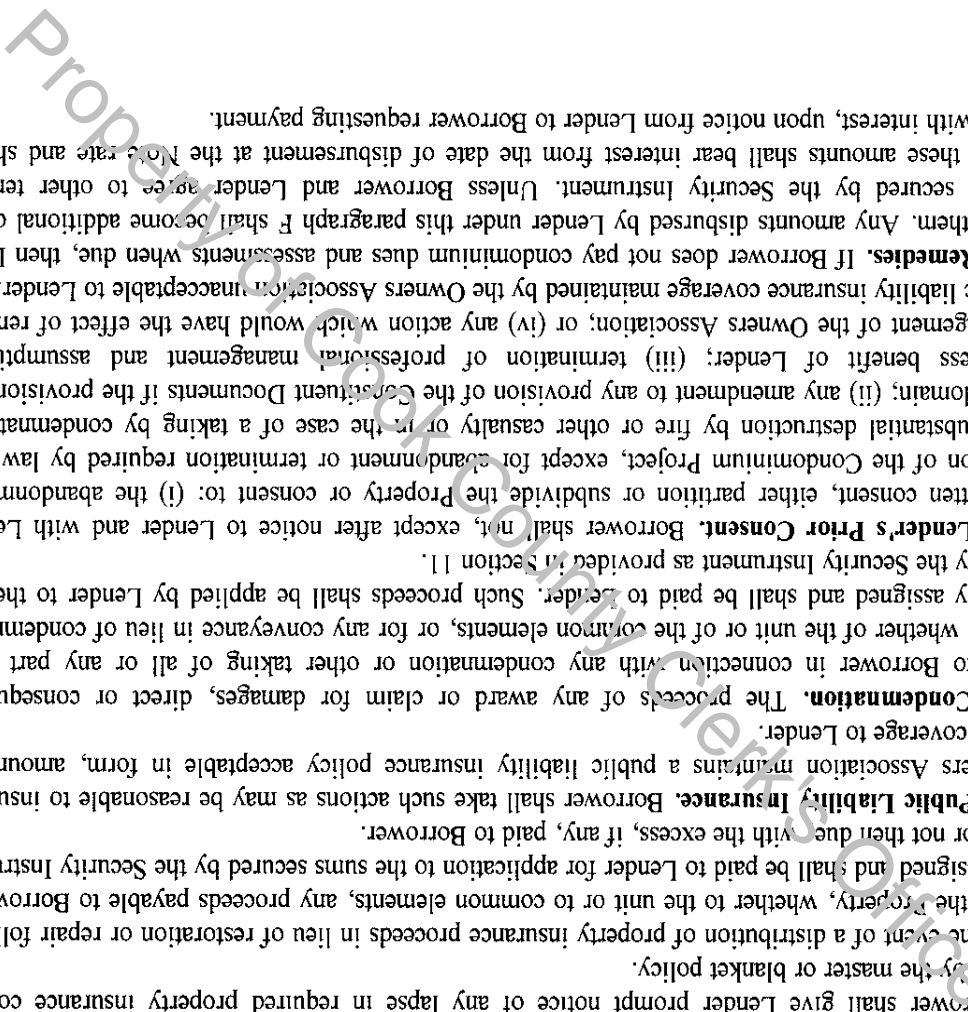 rower shall give Lender prompt notice of any lapse in required property insurance co
by the master or blanket policy.
he event of a distribution of property insurance proceeds in lieu of restoration or repair foll
the Property, whether to the unit or to common elements, any proceeds payable to Borrow
signed and shall be paid to Lender for application to the sums secured by the Security Instru
or not then due, with the excess, if any, paid to Borrower.
Public Liability Insurance. Borrower shall take such actions as may be reasonable to insu
ers Association maintains a public liability insurance policy acceptable in form, amoun
coverage to Lender.
Condemnation. The proceeds of any award or claim for damages, direct or consequ
to Borrower in connection with any condemnation or other taking of all or any part
whether of the unit or of the common elements, or for any conveyance in lieu of condemn
y assigned and shall be paid to Lender. Such proceeds shall be applied by Lender to the
y the Security Instrument as provided in Section 11.
Lender's Prior Consent. Borrower shall not, except after notice to Lender and with Le
tten consent, either partition or subdivide the Property or consent to: (i) the abandonm
on of the Condominium Project, except for abandonment or termination required by law
ubstantial destruction by fire or other casualty or in the case of a taking by condemnat
domain; (ii) any amendment to any provision of the Constituent Documents if the provision
ess benefit of Lender; (iii) termination of professional management and assumpti
gement of the Owners Association; or (iv) any action which would have the effect of ren
c liability insurance coverage maintained by the Owners Association unacceptable to Lender.
Remedies. If Borrower does not pay condominium dues and assessments when due, then L
them. Any amounts disbursed by Lender under this paragraph F shall become additional d
secured by the Security Instrument. Unless Borrower and Lender agree to other ter
these amounts shall bear interest from the date of disbursement at the Note rate and sh
with interest, upon notice from Lender to Borrower requesting payment.
Property of Cook County Clerk's Office